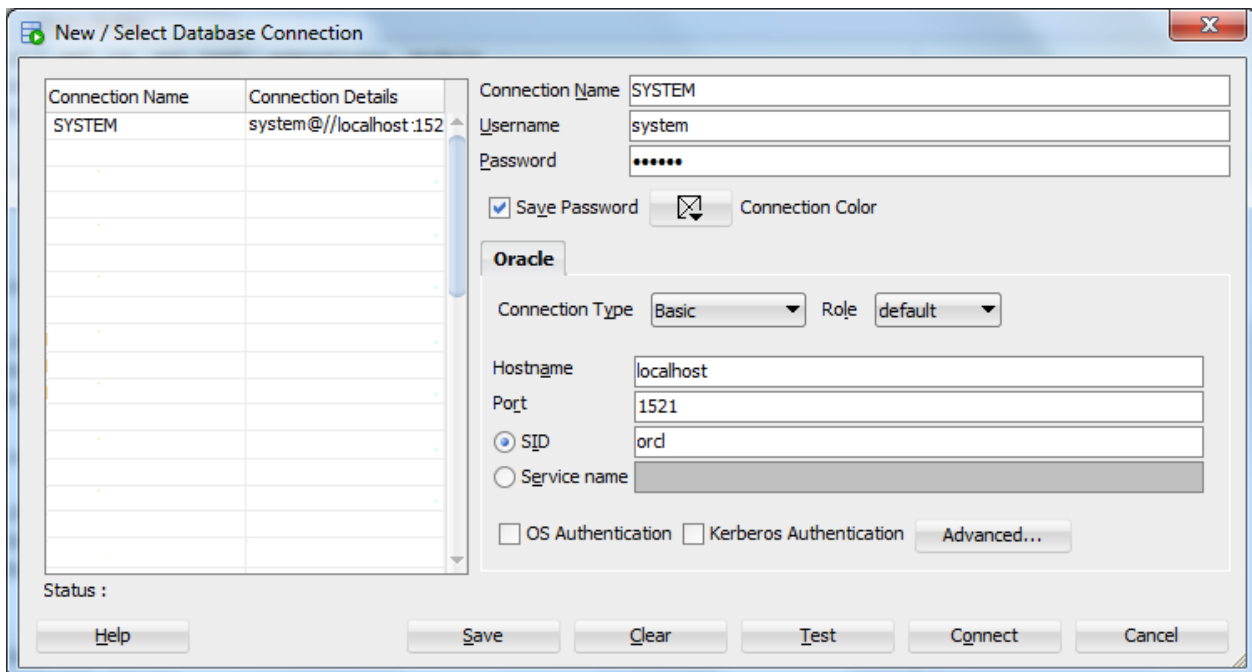 New / Select Database Connection
X
Connection Name Connection Details
SYSTEM system@//localhost:152
Connection Name SYSTEM
Username system
Password ••••••
Save Password Connection Color
Oracle
Connection Type Basic Role default
Hostname localhost
Port 1521
SID orcl
Service name
OS Authentication Kerberos Authentication Advanced...
Status :
Help Save Clear Test Connect Cancel